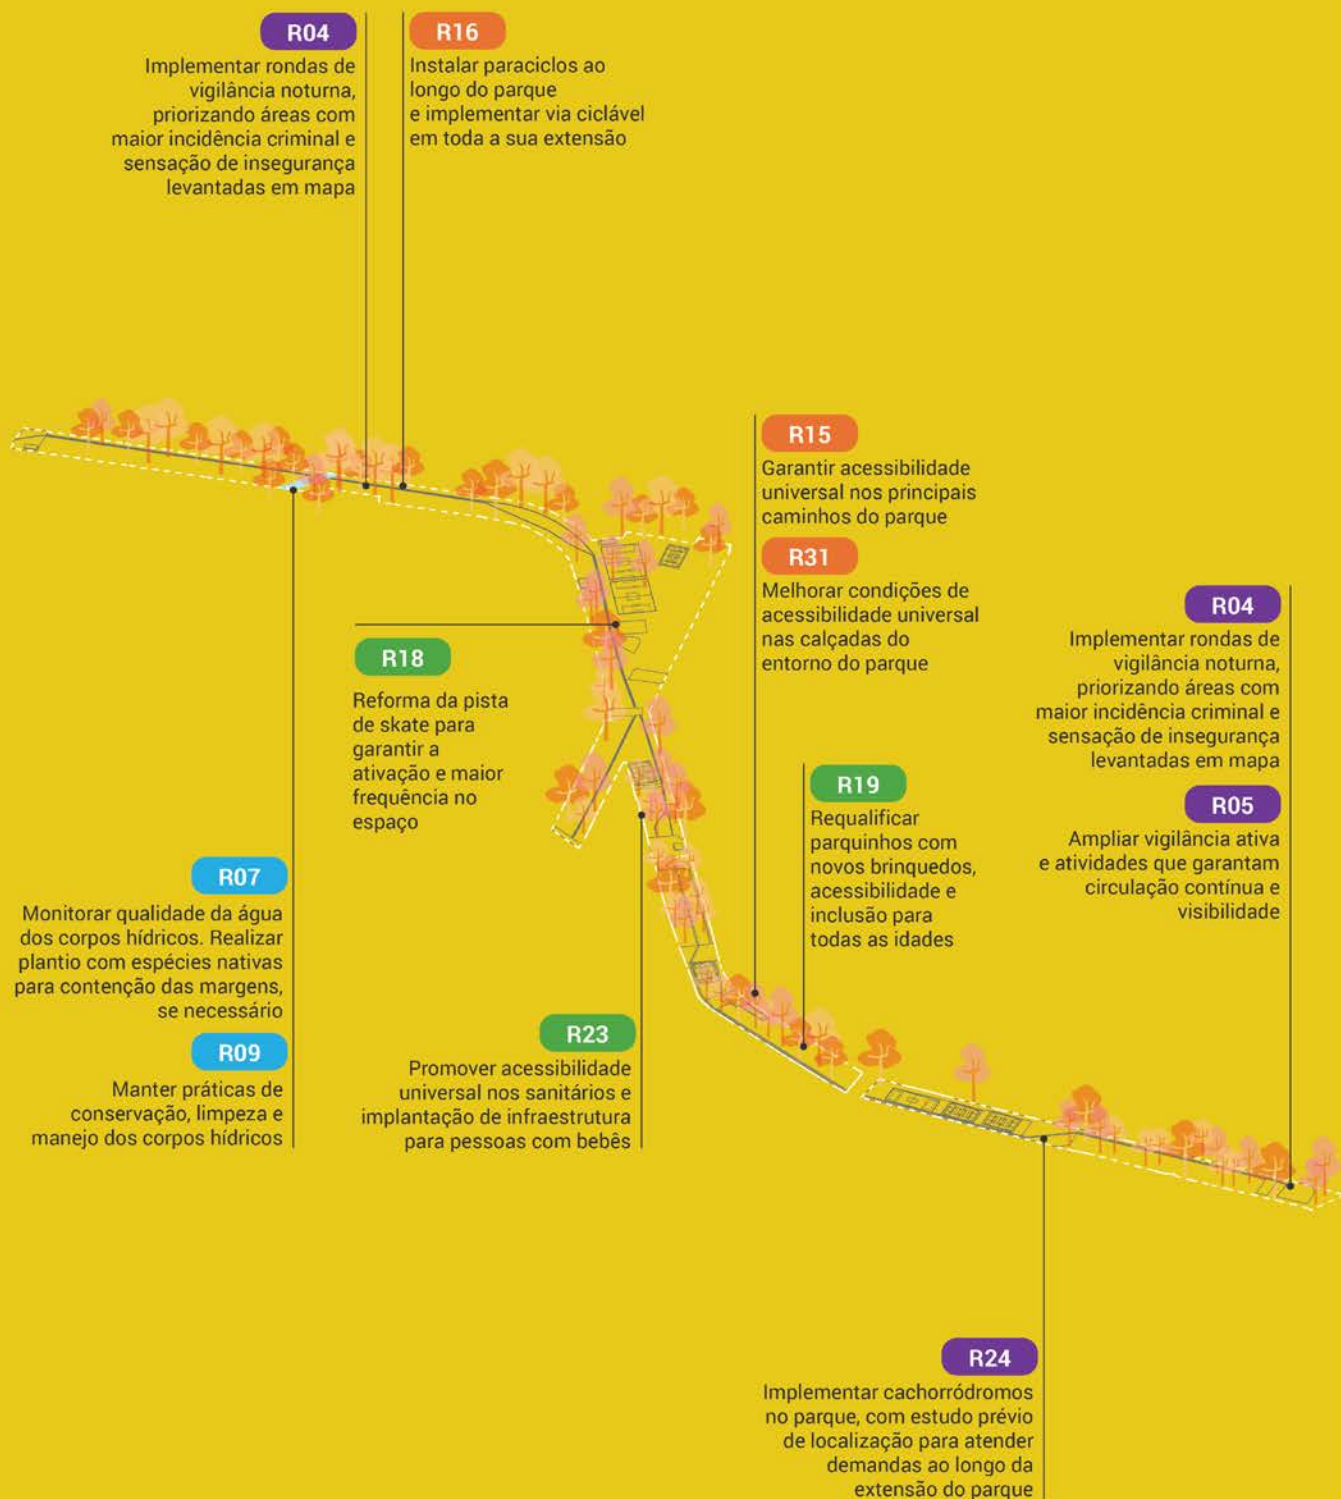 R04
Implementar rondas de
vigilância noturna,
priorizando áreas com
maior incidência criminal e
sensação de insegurança
levantadas em mapa
R16
Instalar paraciclos ao
longo do parque
e implementar via ciclável
em toda a sua extensão
R15
Garantir acessibilidade
universal nos principais
caminhos do parque
R31
Melhorar condições de
acessibilidade universal
nas calçadas do
entorno do parque
R04
Implementar rondas de
vigilância noturna,
priorizando áreas com
maior incidência criminal e
sensação de insegurança
levantadas em mapa
R05
Ampliar vigilância ativa
e atividades que garantam
circulação contínua e
visibilidade
R18
Reforma da pista
de skate para
garantir a
ativação e maior
frequência no
espaço
R19
Requalificar
parquinhos com
novos brinquedos,
acessibilidade e
inclusão para
todas as idades
R07
Monitorar qualidade da água
dos corpos hídricos. Realizar
plantio com espécies nativas
para contenção das margens,
se necessário
R09
Manter práticas de
conservação, limpeza e
manejo dos corpos hídricos
R23
Promover acessibilidade
universal nos sanitários e
implantação de infraestrutura
para pessoas com bebês
R24
Implementar cachorródromos
no parque, com estudo prévio
de localização para atender
demandas ao longo da
extensão do parque